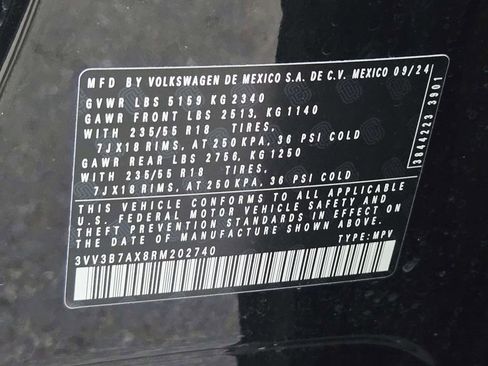 MFD BY VOLKSWAGEN DE MEXICO S.A. DE C.V. MEXICO 09/24
GVWR LBS 5159 KG 2340
GAWR FRONT LBS 2513, KG 1140
WITH 235/55 R18 TIRES,
7JX18 RIMS, AT 250 KPA, 36 PSI COLD
GAWR REAR LBS 2756, KG 1250
WITH 235/55 R18 TIRES,
7JX18 RIMS, AT 250 KPA, 36 PSI COLD
THIS VEHICLE CONFORMS TO ALL APPLICABLE
U.S. FEDERAL MOTOR VEHICLE SAFETY AND
THEFT PREVENTION STANDARDS IN EFFECT ON
THE DATE OF MANUFACTURE SHOWN ABOVE.
3VV3B7AX8RM202740 TYPE: MPV
3844223 3901